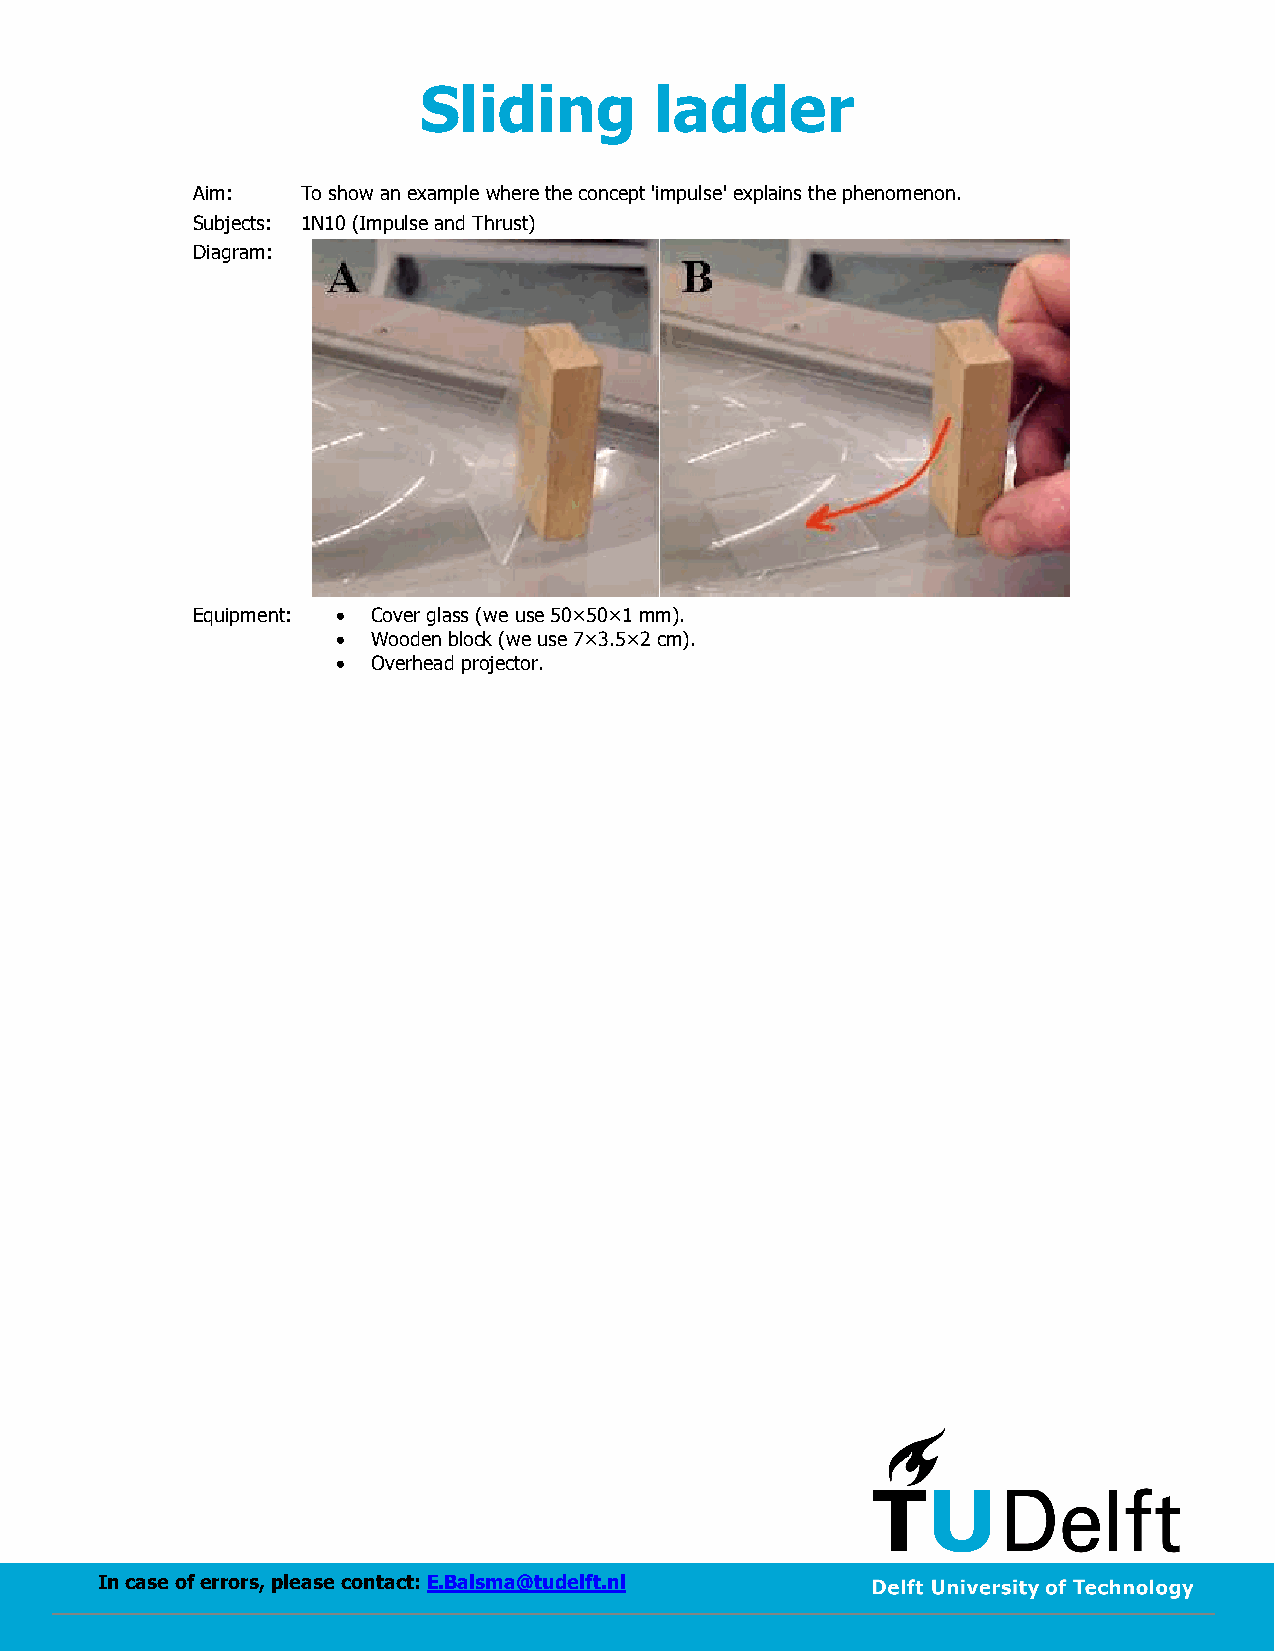 Sliding ladder
Aim: To show an example where the concept 'impulse' explains the phenomenon.
Subjects: 1N10 (Impulse and Thrust)
Diagram:
A B
Equipment: • Cover glass (we use 50×50×1 mm).
• Wooden block (we use 7×3.5×2 cm).
• Overhead projector.
TUDelft
In case of errors, please contact: E.Balsma@tudelft.nl
Delft University of Technology